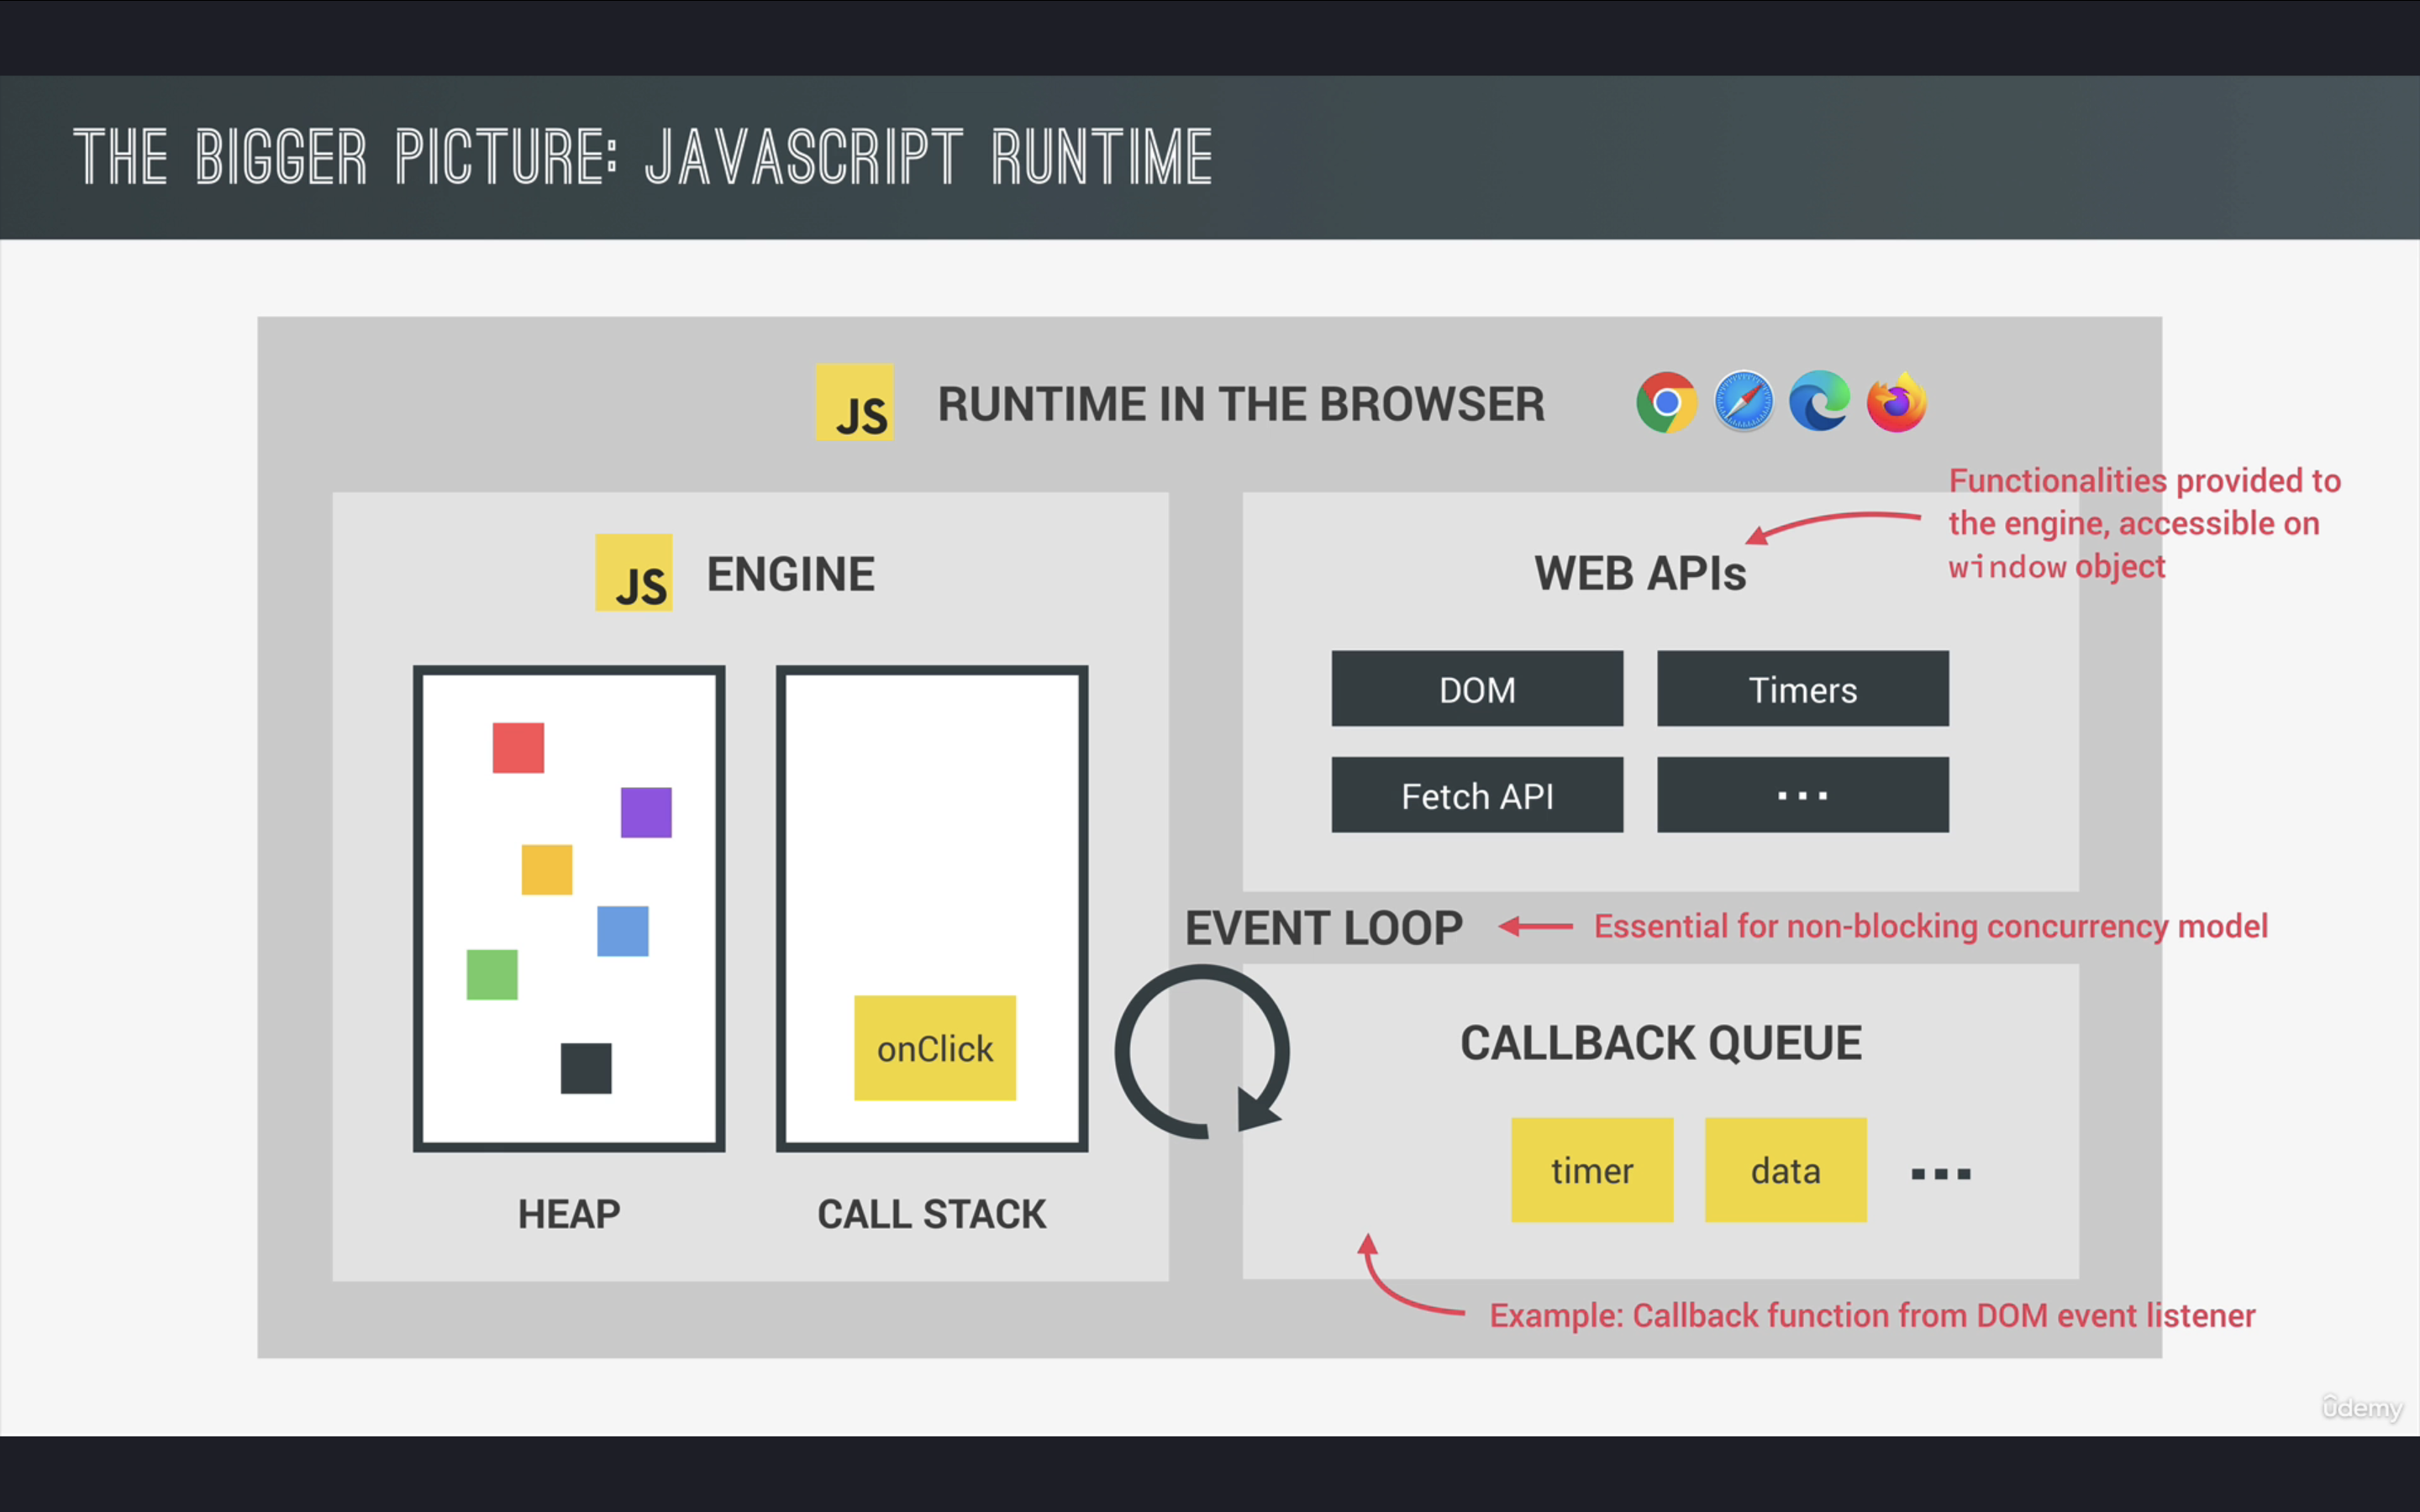 THE BIGGER PICTURE: JAVASCRIPT RUNTIME
JS RUNTIME IN THE BROWSER
JS ENGINE
HEAP
onClick
CALL STACK
WEB APIs
Functionalities provided to
the engine, accessible on
window object
DOM
Timers
Fetch API
...
EVENT LOOP
Essential for non-blocking concurrency model
CALLBACK QUEUE
timer
data
...
Example: Callback function from DOM event listener
ûdemy